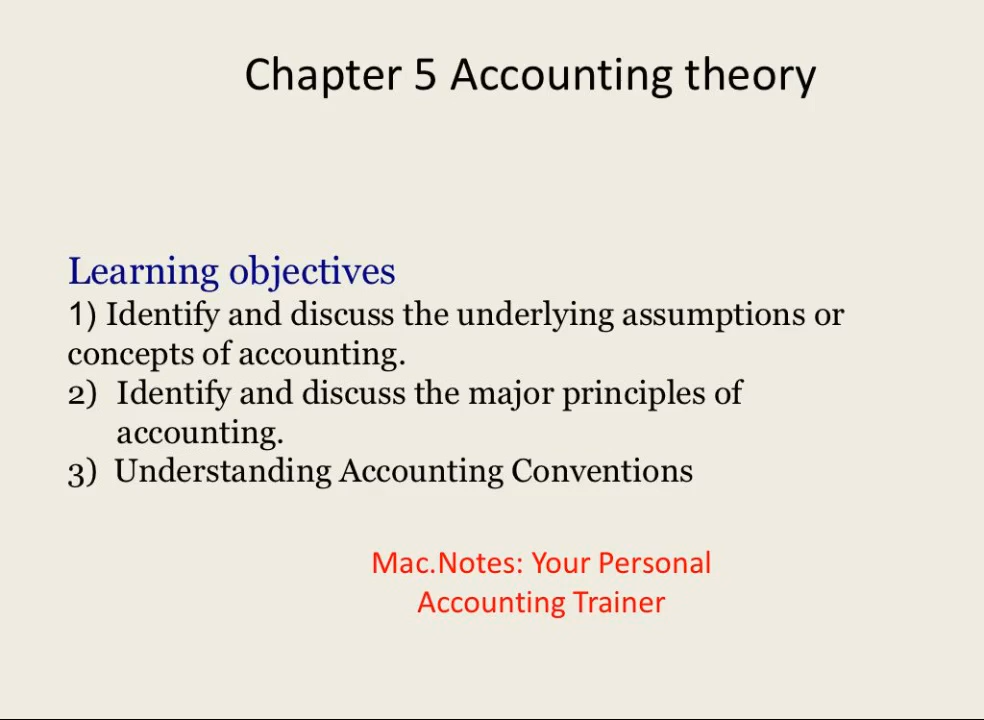 Chapter 5 Accounting theory
Learning objectives
1) Identify and discuss the underlying assumptions or
concepts of accounting.
2) Identify and discuss the major principles of
accounting.
3) Understanding Accounting Conventions
Mac.Notes: Your Personal
Accounting Trainer